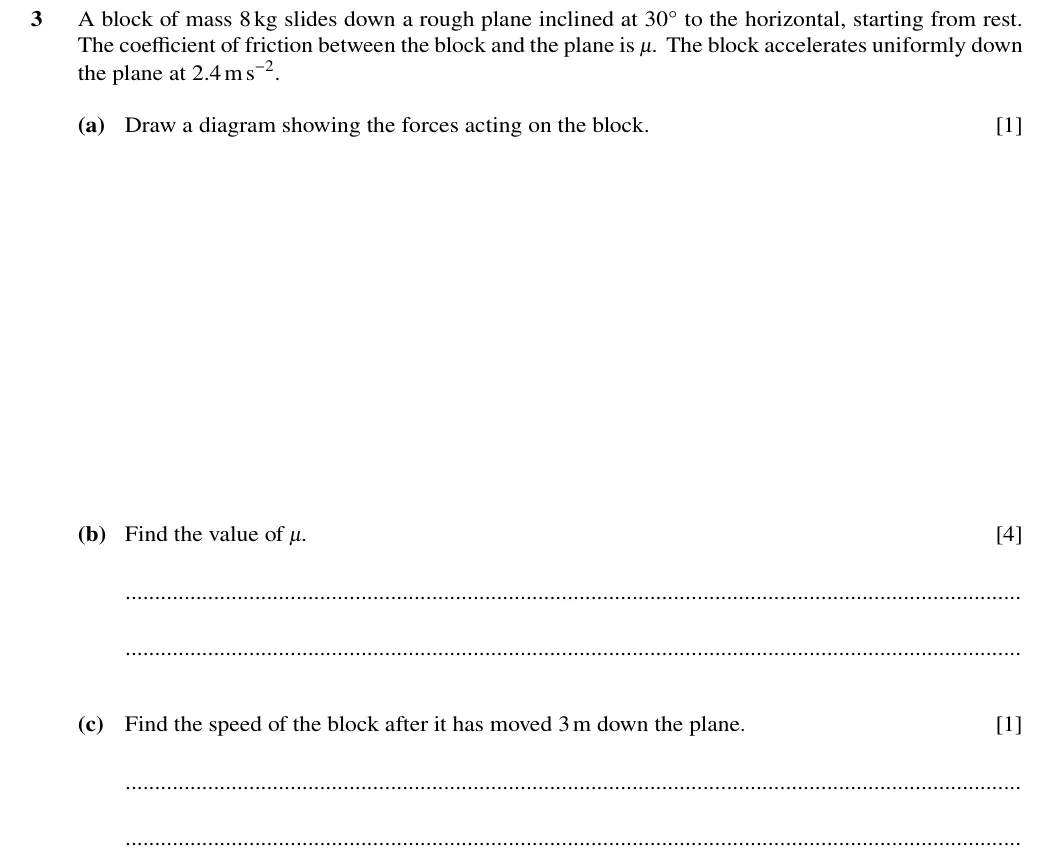 3 A block of mass 8 kg slides down a rough plane inclined at 30° to the horizontal, starting from rest.
The coefficient of friction between the block and the plane is μ. The block accelerates uniformly down
the plane at 2.4 m s⁻².
(a) Draw a diagram showing the forces acting on the block. [1]
(b) Find the value of μ. [4]
(c) Find the speed of the block after it has moved 3 m down the plane. [1]